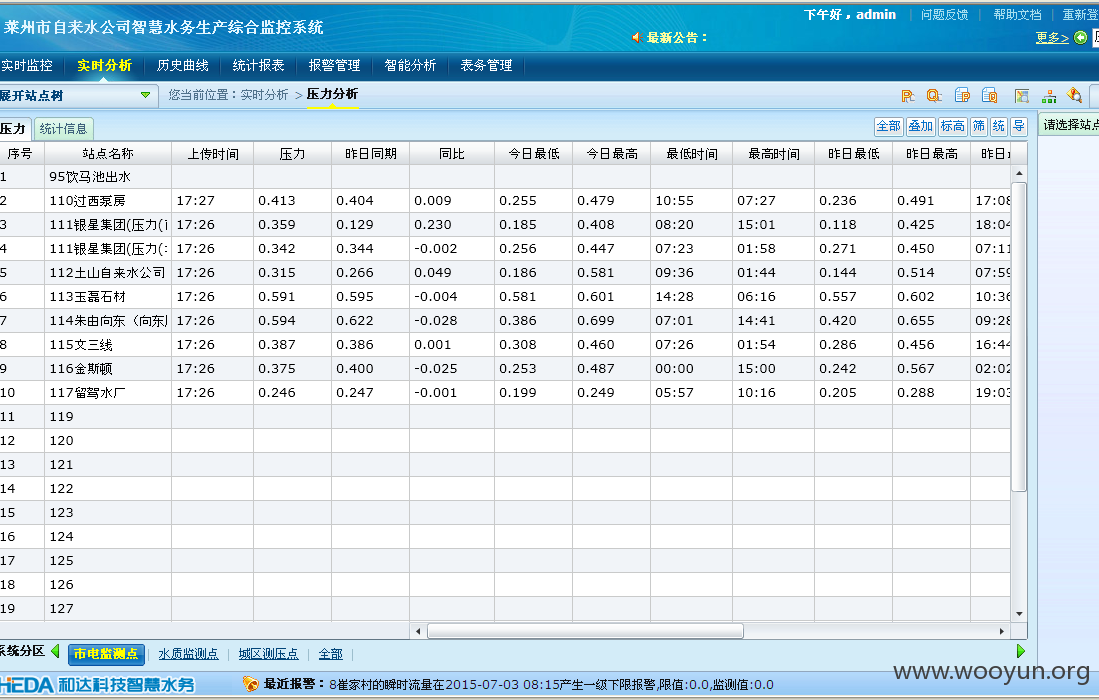 莱州市自来水公司智慧水务生产综合监控系统
下午好，admin 问题反馈 帮助文档 重新登
最新公告： 更多>
实时监控 实时分析 历史曲线 统计报表 报警管理 智能分析 表务管理
展开站点树 您当前位置：实时分析 > 压力分析
压力 统计信息 全部 叠加 标高 筛 统 导 请选择站点
序号 站点名称 上传时间 压力 昨日同期 同比 今日最低 今日最高 最低时间 最高时间 昨日最低 昨日最高 昨日
1 95饮马池出水
2 110过西泵房 17:27 0.413 0.404 0.009 0.255 0.479 10:55 07:27 0.236 0.491 17:08
3 111银星集团(压力( 17:26 0.359 0.129 0.230 0.185 0.408 08:20 15:01 0.118 0.425 18:04
4 111银星集团(压力( 17:26 0.342 0.344 -0.002 0.256 0.447 07:23 01:58 0.271 0.450 07:11
5 112土山自来水公司 17:26 0.315 0.266 0.049 0.186 0.581 09:36 01:44 0.144 0.514 07:59
6 113玉磊石材 17:26 0.591 0.595 -0.004 0.581 0.601 14:28 06:16 0.557 0.602 10:36
7 114朱由向东（向东 17:26 0.594 0.622 -0.028 0.386 0.699 07:01 14:41 0.420 0.655 09:28
8 115文三线 17:26 0.387 0.386 0.001 0.308 0.460 07:26 01:54 0.286 0.456 16:44
9 116金斯顿 17:26 0.375 0.400 -0.025 0.253 0.487 00:00 15:00 0.242 0.567 02:02
10 117留驾水厂 17:26 0.246 0.247 -0.001 0.199 0.249 05:57 10:16 0.205 0.288 19:03
11 119
12 120
13 121
14 122
15 123
16 124
17 125
18 126
19 127
系统分区 市电监测点 水质监测点 城区测压点 全部
HEDA 和达科技智慧水务 最近报警：8崔家村的瞬时流量在2015-07-03 08:15产生一级下限报警,限值:0.0,监测值:0.0
www.wooyun.org